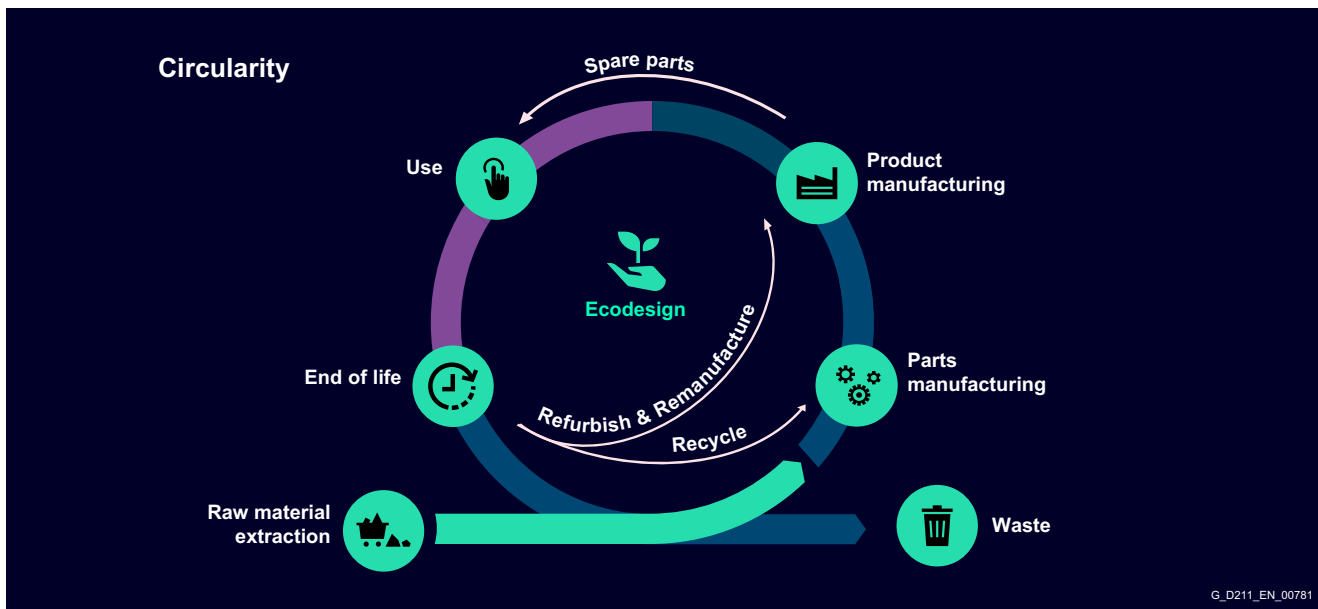 Circularity
Spare parts
Use
Product
manufacturing
Ecodesign
End of life
Parts
manufacturing
Refurbish & Remanufacture
Recycle
Raw material
extraction
Waste
G_D211_EN_00781